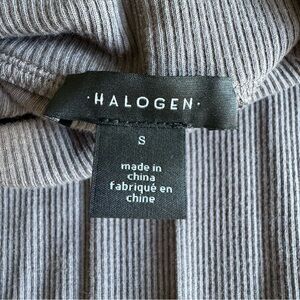 ·HALOGEN·
S
made in
china
fabriqué en
chine